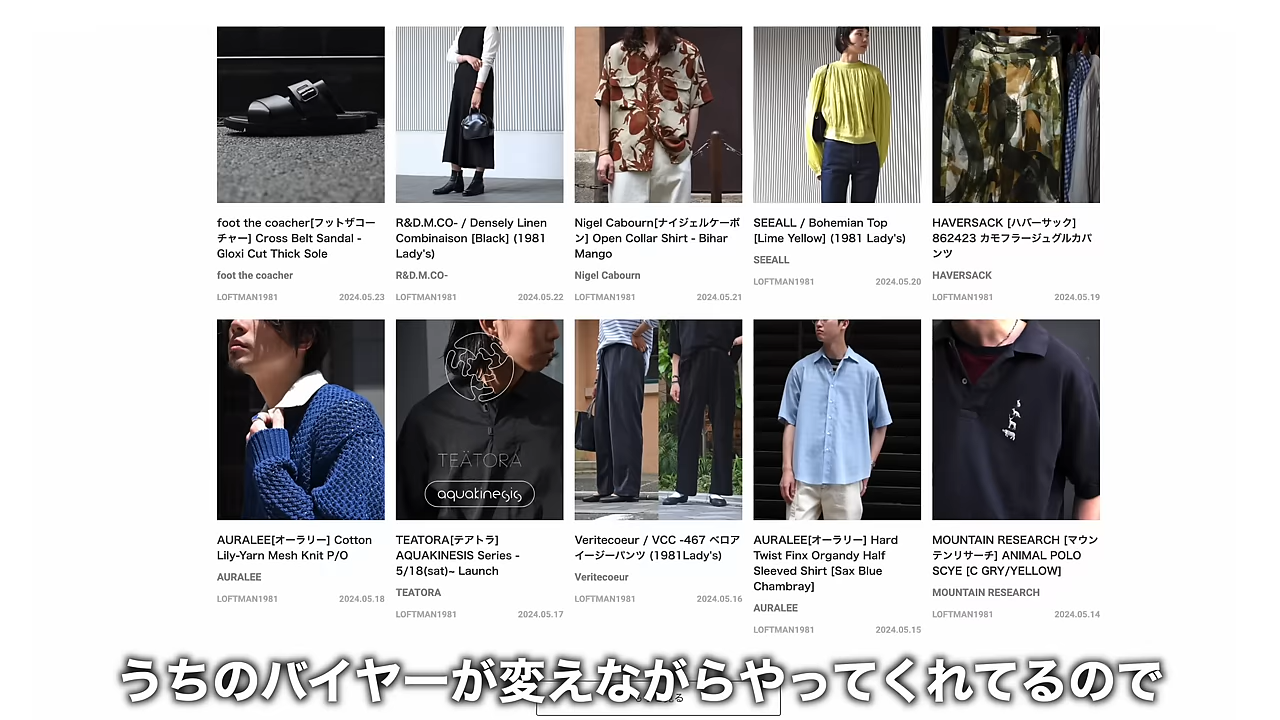 foot the coacher[フットザコー
チャー] Cross Belt Sandal -
Gloxi Cut Thick Sole
foot the coacher
LOFTMAN1981 2024.05.23
R&D.M.CO- / Densely Linen
Combinaison [Black] (1981
Lady's)
R&D.M.CO-
LOFTMAN1981 2024.05.22
Nigel Cabourn[ナイジェルケーボ
ン] Open Collar Shirt - Bihar
Mango
Nigel Cabourn
LOFTMAN1981 2024.05.21
SEEALL / Bohemian Top
[Lime Yellow] (1981 Lady's)
SEEALL
LOFTMAN1981 2024.05.20
HAVERSACK [ハバーサック]
862423 カモフラージュグルカパ
ンツ
HAVERSACK
LOFTMAN1981 2024.05.19
AURALEE[オーラリー] Cotton
Lily-Yarn Mesh Knit P/O
AURALEE
LOFTMAN1981 2024.05.18
TEÄTORA
aquakinesis
TEATORA[テアトラ]
AQUAKINESIS Series -
5/18(sat)~ Launch
TEATORA
LOFTMAN1981 2024.05.17
Veritecoeur / VCC -467 ベロア
イージーパンツ (1981Lady's)
Veritecoeur
LOFTMAN1981 2024.05.16
AURALEE[オーラリー] Hard
Twist Finx Organdy Half
Sleeved Shirt [Sax Blue
Chambray]
AURALEE
LOFTMAN1981 2024.05.15
MOUNTAIN RESEARCH [マウン
テンリサーチ] ANIMAL POLO
SCYE [C GRY/YELLOW]
MOUNTAIN RESEARCH
LOFTMAN1981 2024.05.14
うちのバイヤーが変えながらやってくれてるので